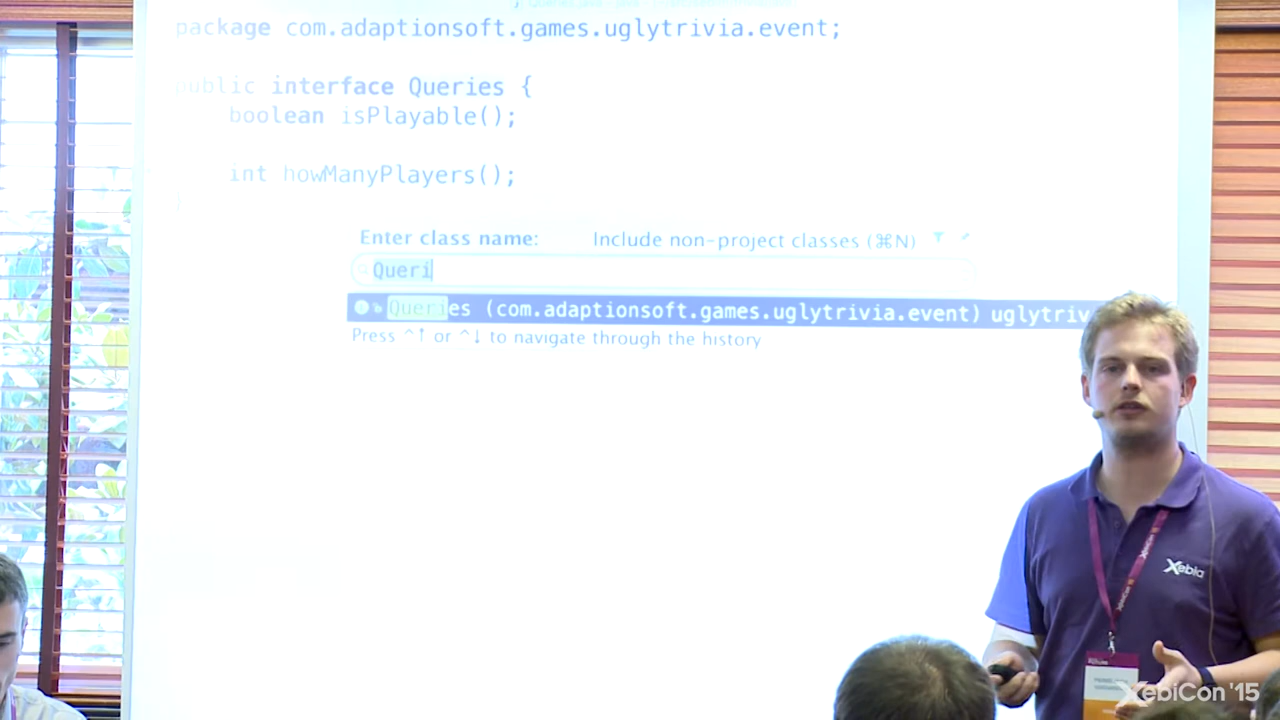 package com.adaptionsoft.games.uglytrivia.event;
public interface Queries {
boolean isPlayable();
int howManyPlayers();
}
Enter class name: Include non-project classes (⌘N)
Queri
Queries (com.adaptionsoft.games.uglytrivia.event) uglytriv
Press ^↑ or ^↓ to navigate through the history
Xebia
XebiCon '15